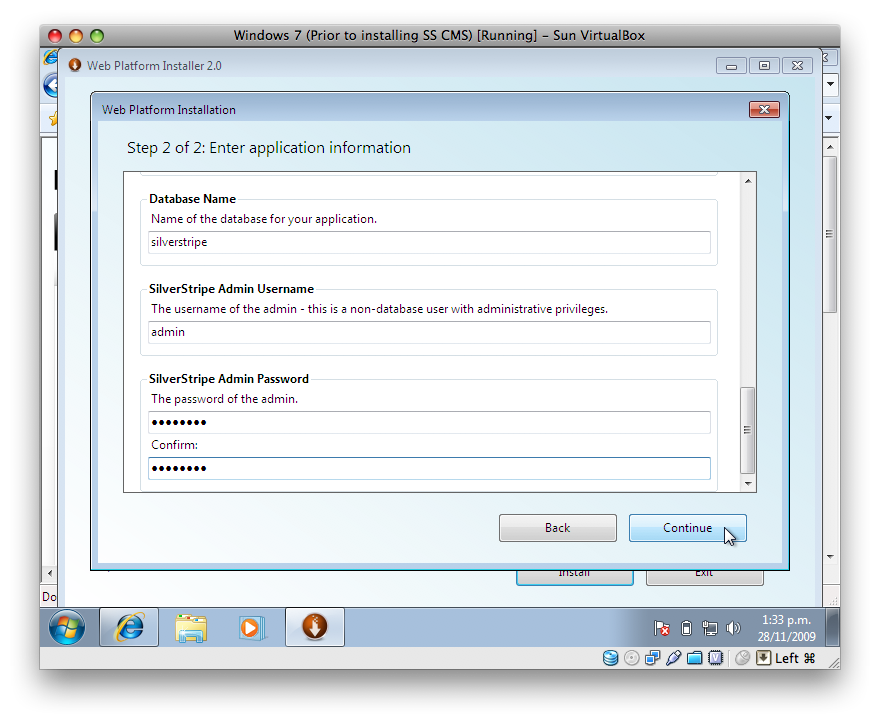 Windows 7 (Prior to installing SS CMS) [Running] – Sun VirtualBox
Web Platform Installer 2.0
Web Platform Installation
Step 2 of 2: Enter application information
Database Name
Name of the database for your application.
silverstripe
SilverStripe Admin Username
The username of the admin - this is a non-database user with administrative privileges.
admin
SilverStripe Admin Password
The password of the admin.
••••••••
Confirm:
••••••••
Back
Continue
Install
Exit
Do
1:33 p.m.
28/11/2009
Left ⌘